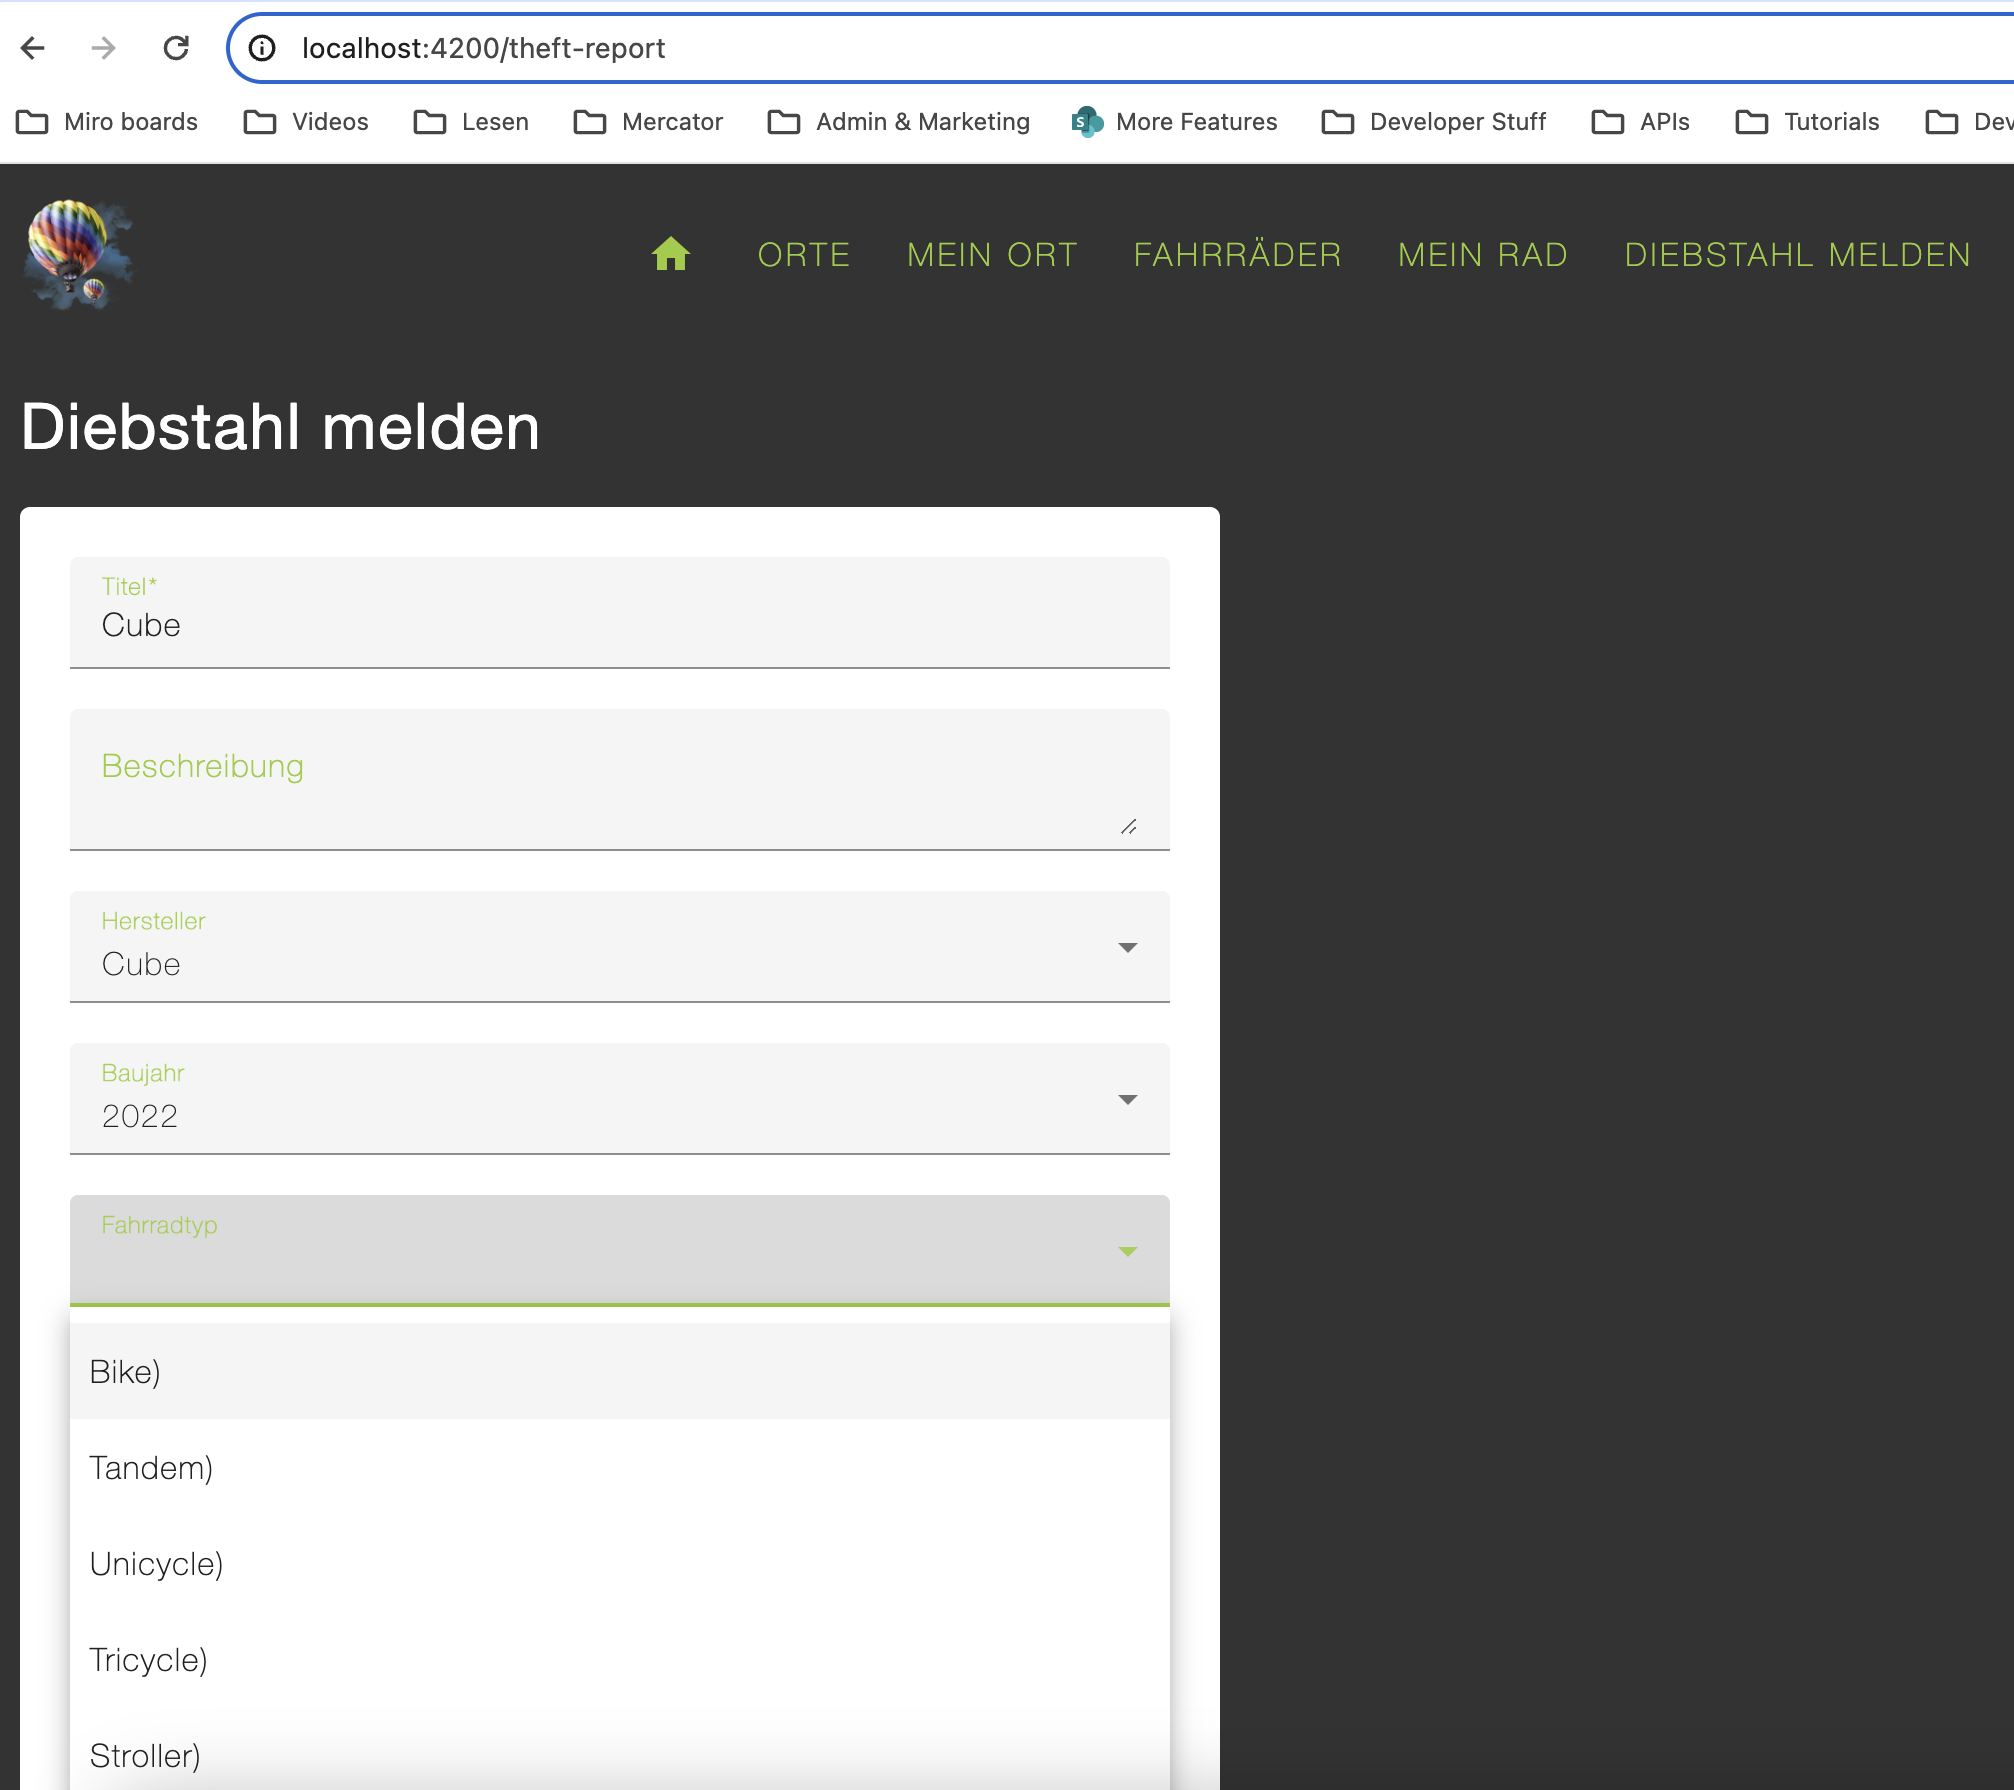 localhost:4200/theft-report
Miro boards Videos Lesen Mercator Admin & Marketing More Features Developer Stuff APIs Tutorials Dev
ORTE MEIN ORT FAHRRÄDER MEIN RAD DIEBSTAHL MELDEN
Diebstahl melden
Titel*
Cube
Beschreibung
Hersteller
Cube
Baujahr
2022
Fahrradtyp
Bike)
Tandem)
Unicycle)
Tricycle)
Stroller)